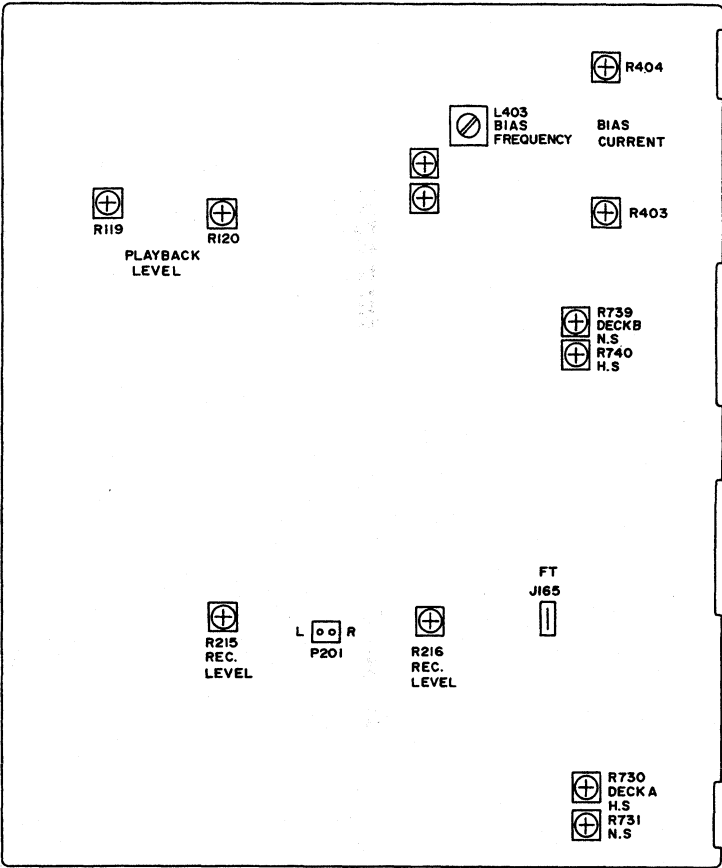 R404
L403
BIAS
FREQUENCY
BIAS
CURRENT
R119
R120
R403
PLAYBACK
LEVEL
R739
DECKB
N.S
R740
H.S
FT
J165
R215
REC.
LEVEL
L R
P201
R216
REC.
LEVEL
R730
DECK A
H.S
R731
N.S